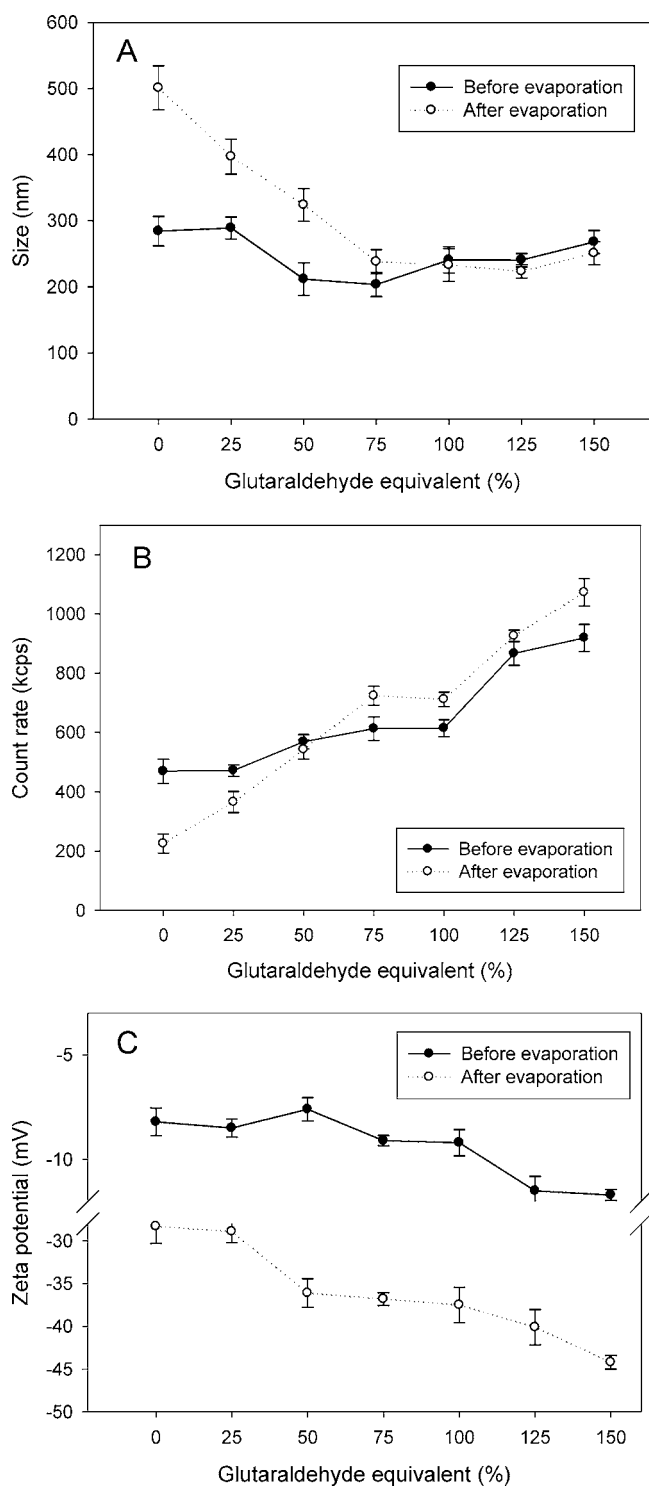 A
Before evaporation
After evaporation
600
500
400
300
200
100
0
Size (nm)
0 25 50 75 100 125 150
Glutaraldehyde equivalent (%)
B
1200
1000
800
600
400
200
0
Count rate (kcps)
Before evaporation
After evaporation
0 25 50 75 100 125 150
Glutaraldehyde equivalent (%)
C
Before evaporation
After evaporation
-5
-10
-30
-35
-40
-45
-50
Zeta potential (mV)
0 25 50 75 100 125 150
Glutaraldehyde equivalent (%)